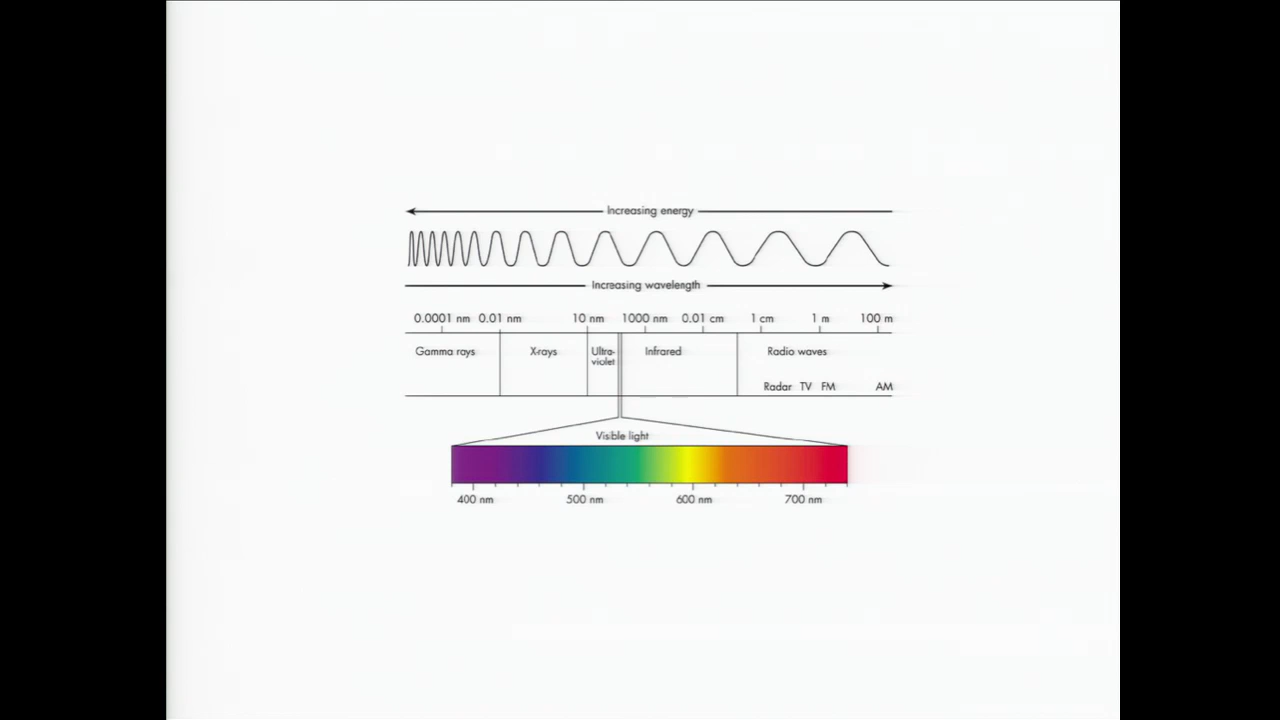 Increasing energy
Increasing wavelength
0.0001 nm 0.01 nm 10 nm 1000 nm 0.01 cm 1 cm 1 m 100 m
Gamma rays X-rays Ultra-violet Infrared Radio waves
Radar TV FM AM
Visible light
400 nm 500 nm 600 nm 700 nm